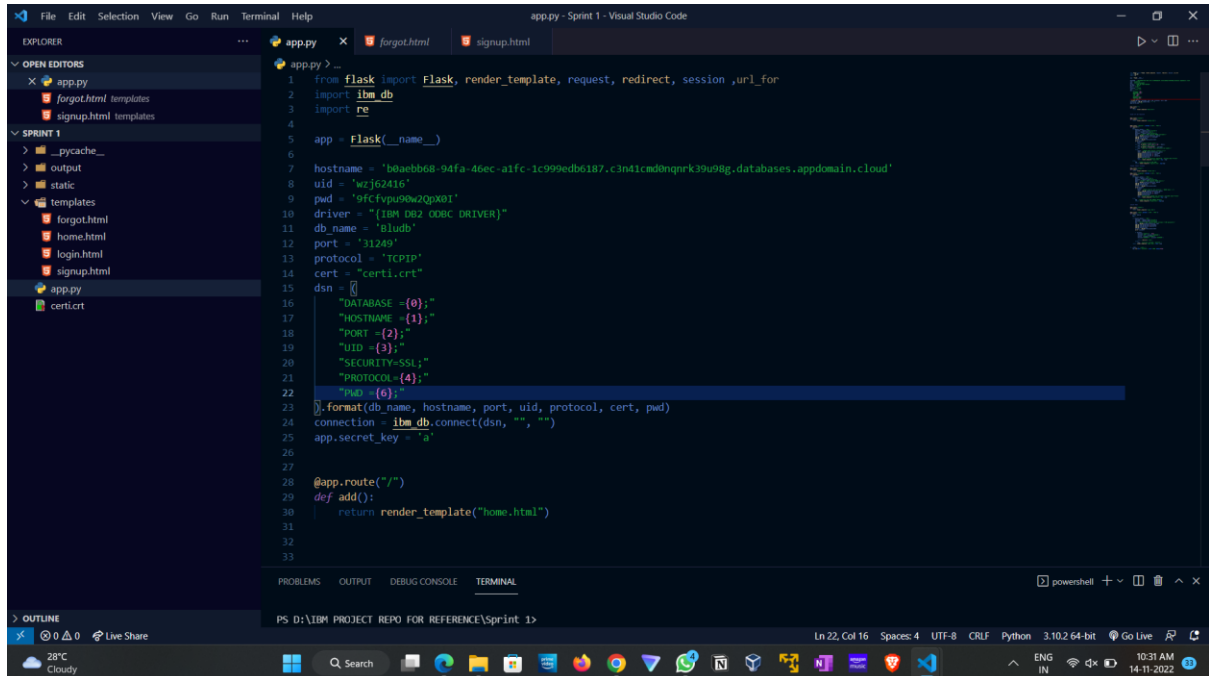 File Edit Selection View Go Run Terminal Help
app.py - Sprint 1 - Visual Studio Code
EXPLORER
OPEN EDITORS
app.py
forgot.html templates
signup.html templates
SPRINT 1
__pycache__
output
static
templates
forgot.html
home.html
login.html
signup.html
app.py
certi.crt
OUTLINE
app.py forgot.html signup.html
app.py > ...
1 from flask import Flask, render_template, request, redirect, session ,url_for
2 import ibm_db
3 import re
4
5 app = Flask(__name__)
6
7 hostname = 'b0aebb68-94fa-46ec-a1fc-1c999edb6187.c3n41cmd0nqnrk39u98g.databases.appdomain.cloud'
8 uid = 'wzj62416'
9 pwd = '9fCfvpu90w2QpX0I'
10 driver = "{IBM DB2 ODBC DRIVER}"
11 db_name = 'Bludb'
12 port = '31249'
13 protocol = 'TCPIP'
14 cert = "certi.crt"
15 dsn = (
16 "DATABASE ={0};"
17 "HOSTNAME ={1};"
18 "PORT ={2};"
19 "UID ={3};"
20 "SECURITY=SSL;"
21 "PROTOCOL={4};"
22 "PWD ={6};"
23 ).format(db_name, hostname, port, uid, protocol, cert, pwd)
24 connection = ibm_db.connect(dsn, "", "")
25 app.secret_key = 'a'
26
27
28 @app.route("/")
29 def add():
30 return render_template("home.html")
31
32
33
PROBLEMS OUTPUT DEBUG CONSOLE TERMINAL
powershell
PS D:\IBM PROJECT REPO FOR REFERENCE\Sprint 1>
0 0 Live Share
Ln 22, Col 16 Spaces: 4 UTF-8 CRLF Python 3.10.2 64-bit Go Live
28°C
Cloudy
Search
4
ENG
IN
10:31 AM
14-11-2022
33